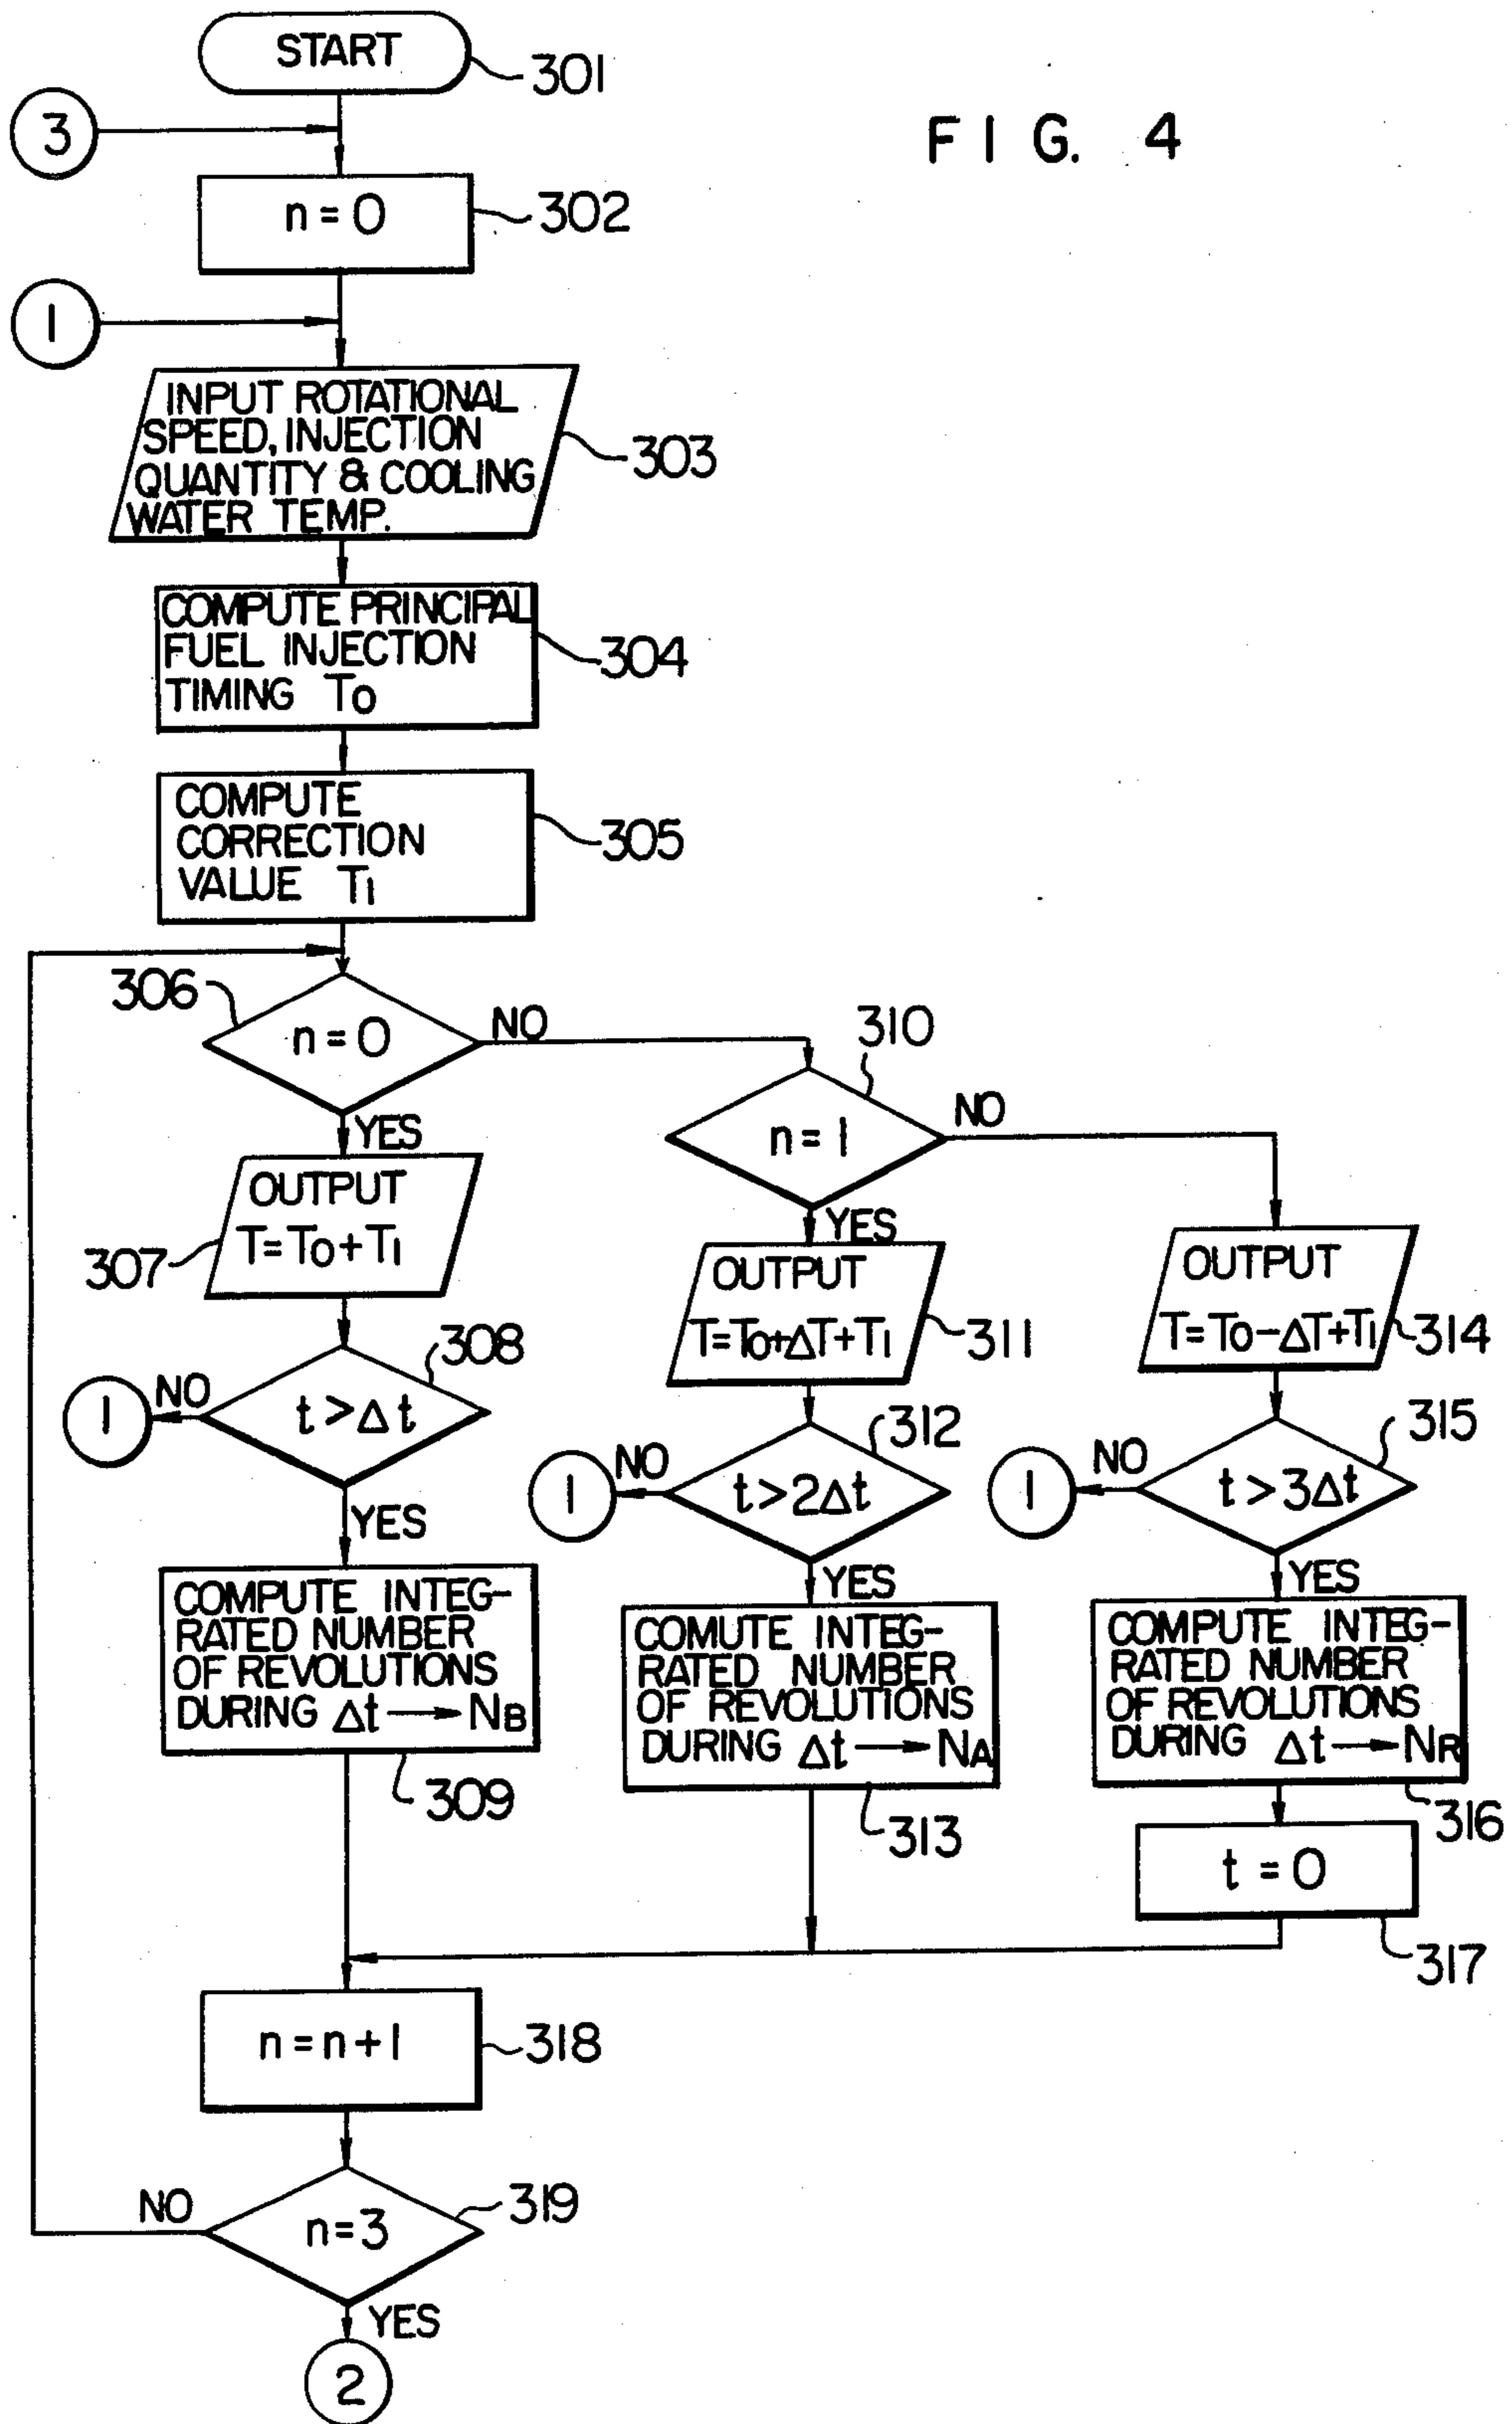 START
301
FIG. 4
3
n=0
302
1
INPUT ROTATIONAL
SPEED, INJECTION
QUANTITY & COOLING
WATER TEMP.
303
COMPUTE PRINCIPAL
FUEL INJECTION
TIMING T0
304
COMPUTE
CORRECTION
VALUE T1
305
306
n=0
NO
310
YES
n=1
NO
OUTPUT
T=T0+T1
307
YES
OUTPUT
T=T0+ΔT+T1
311
OUTPUT
T=T0-ΔT+T1
314
308
1
NO
t>Δt
YES
312
1
NO
t>2Δt
YES
315
1
NO
t>3Δt
YES
COMPUTE INTEG-
RATED NUMBER
OF REVOLUTIONS
DURING Δt→NB
309
COMUTE INTEG-
RATED NUMBER
OF REVOLUTIONS
DURING Δt→NA
313
COMPUTE INTEG-
RATED NUMBER
OF REVOLUTIONS
DURING Δt→NR
316
t=0
317
n=n+1
318
NO
n=3
319
YES
2